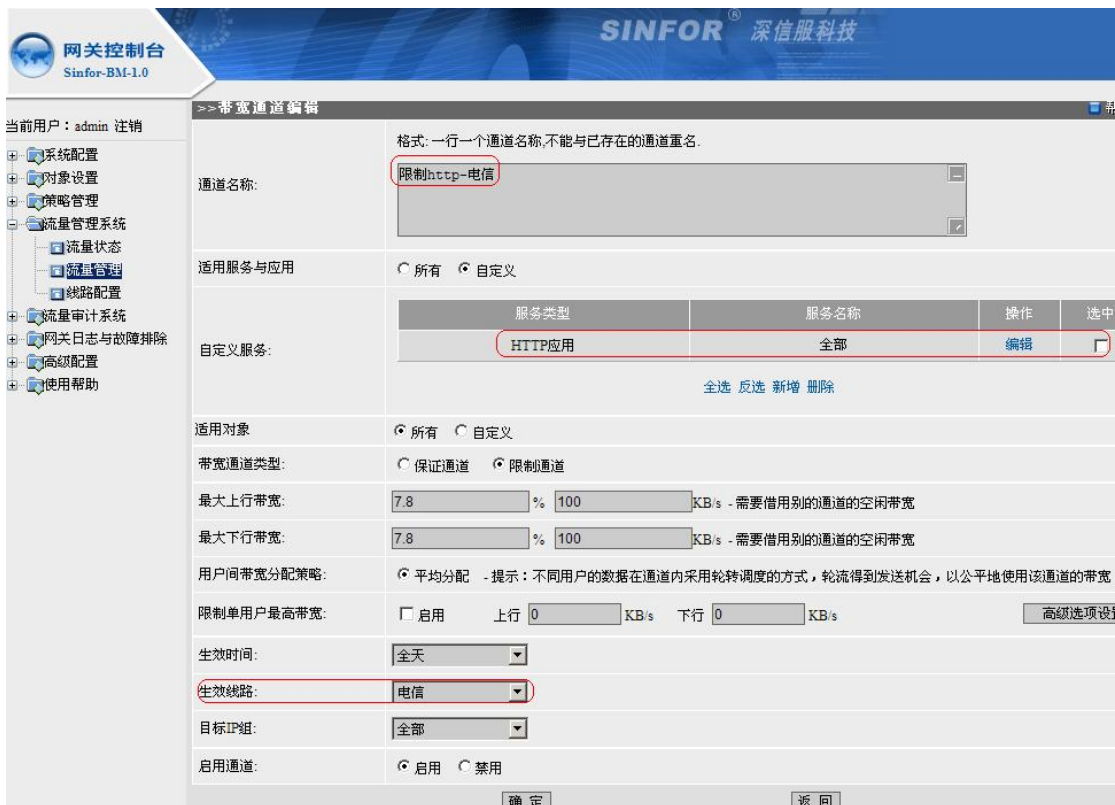 SINFOR® 深信服科技
网关控制台
Sinfor-BM-1.0
>>带宽通道编辑
当前用户：admin 注销
系统配置
对象设置
策略管理
流量管理系统
流量状态
流量管理
线路配置
流量审计系统
网关日志与故障排除
高级配置
使用帮助
格式:一行一个通道名称,不能与已存在的通道重名.
通道名称: 限制http-电信
适用服务与应用 所有 自定义
服务类型 服务名称 操作 选中
自定义服务: HTTP应用 全部 编辑
全选 反选 新增 删除
适用对象 所有 自定义
带宽通道类型: 保证通道 限制通道
最大上行带宽: 7.8 % 100 KB/s -需要借用别的通道的空闲带宽
最大下行带宽: 7.8 % 100 KB/s -需要借用别的通道的空闲带宽
用户间带宽分配策略: 平均分配 -提示：不同用户的数据在通道内采用轮转调度的方式，轮流得到发送机会，以公平地使用该通道的带宽
限制单用户最高带宽: 启用 上行 0 KB/s 下行 0 KB/s 高级选项设
生效时间: 全天
生效线路: 电信
目标IP组: 全部
启用通道: 启用 禁用
确 定 返 回